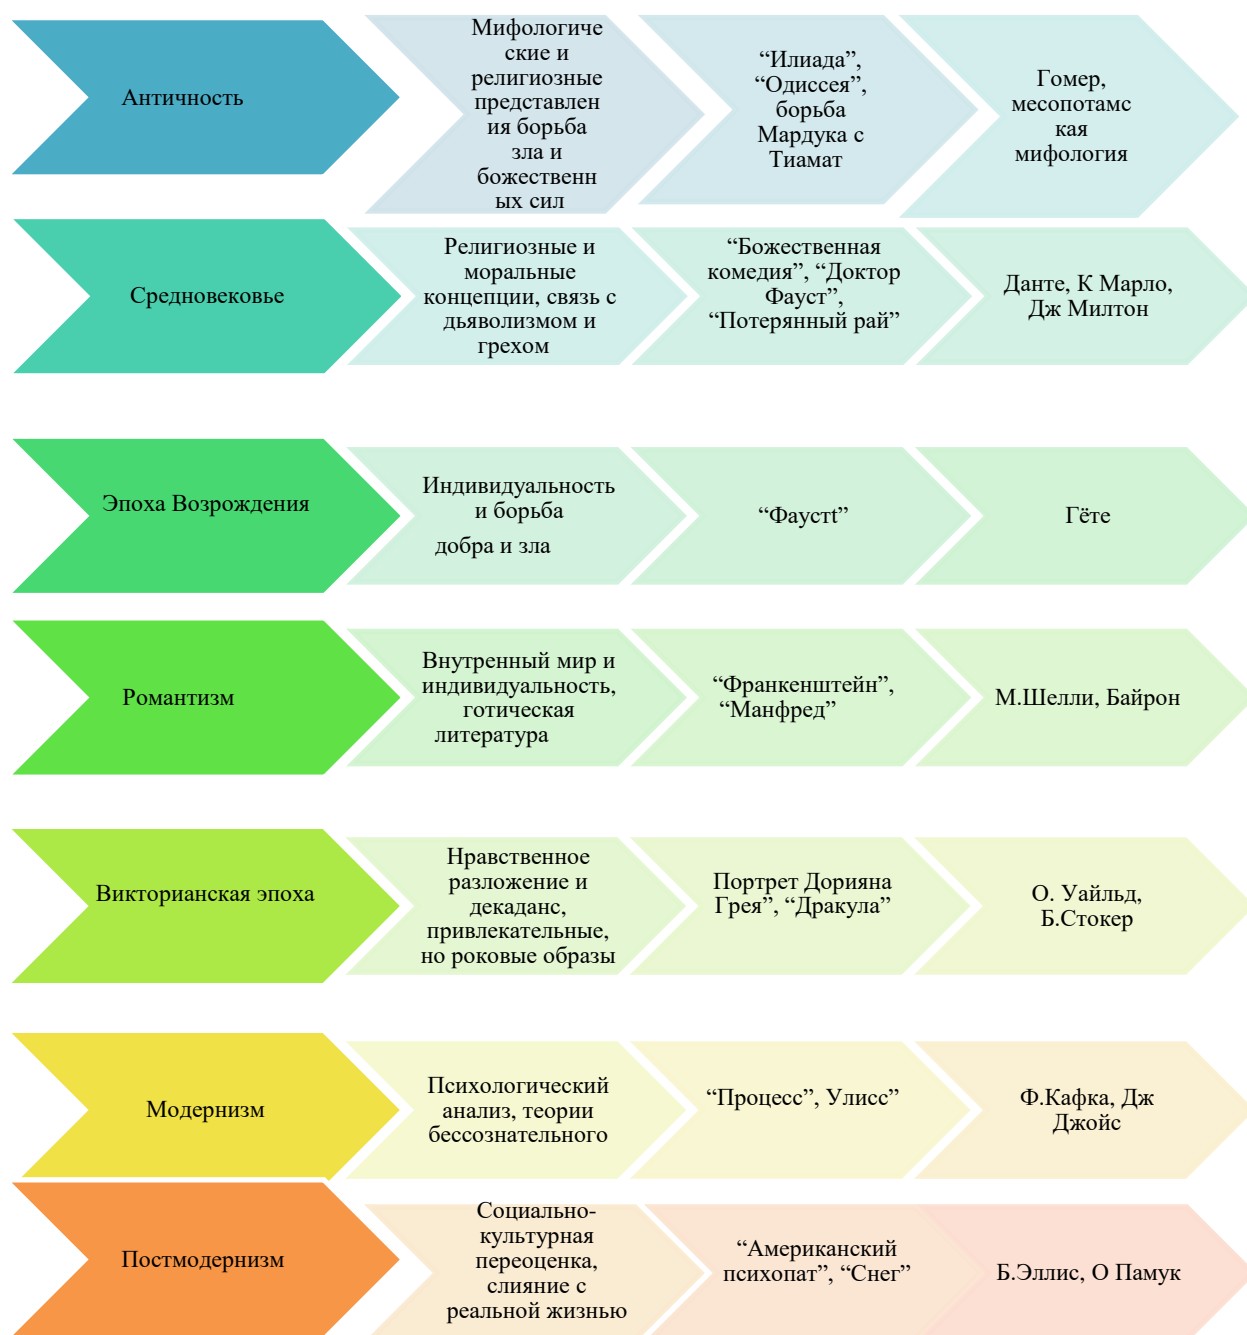 Античность
Мифологиче
ские и
религиозные
представлен
ия борьба
зла и
божественн
ых сил
“Илиада”,
“Одиссея”,
борьба
Мардука с
Тиамат
Гомер,
месопотамс
кая
мифология
Средневековье
Религиозные и
моральные
концепции, связь с
дьяволизмом и
грехом
“Божественная
комедия”, “Доктор
Фауст”,
“Потерянный рай”
Данте, К Марло,
Дж Милтон
Эпоха Возрождения
Индивидуальность
и борьба
добра и зла
“Фаустt”
Гёте
Романтизм
Внутренный мир и
индивидуальность,
готическая
литература
“Франкенштейн”,
“Манфред”
М.Шелли, Байрон
Викторианская эпоха
Нравственное
разложение и
декаданс,
привлекательные,
но роковые образы
Портрет Дорияна
Грея”, “Дракула”
О. Уайльд,
Б.Стокер
Модернизм
Психологический
анализ, теории
бессознательного
“Процесс”, Улисс”
Ф.Кафка, Дж
Джойс
Постмодернизм
Социально-
культурная
переоценка,
слияние с
реальной жизнью
“Американский
психопат”, “Снег”
Б.Эллис, О Памук